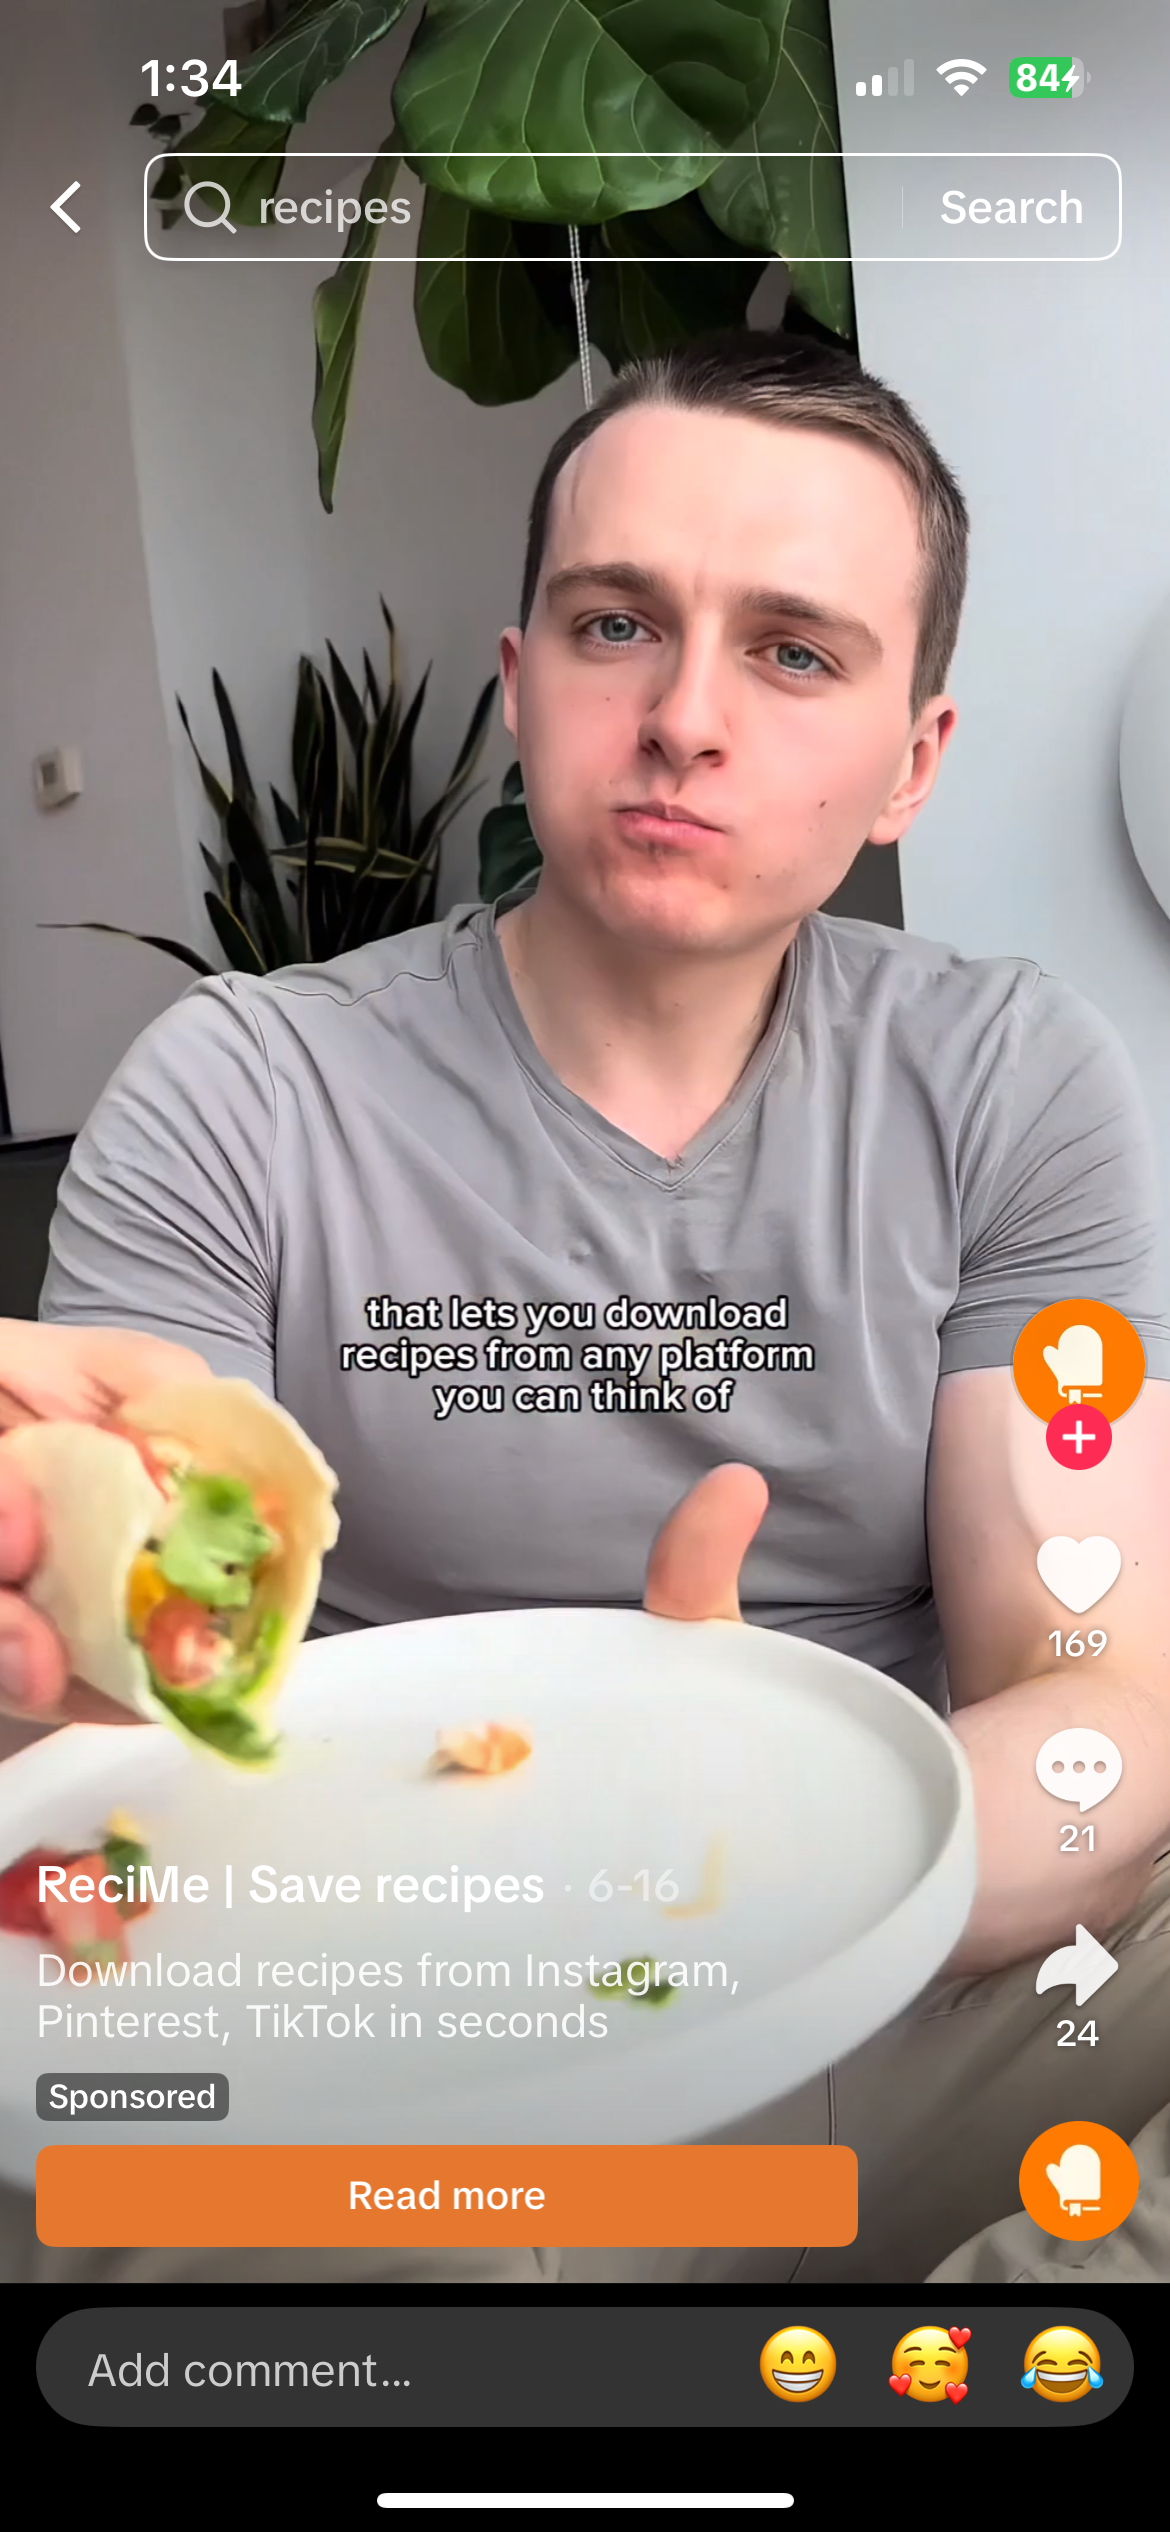 1:34
84
recipes
Search
that lets you download
recipes from any platform
you can think of
169
21
ReciMe | Save recipes · 6-16
Download recipes from Instagram,
Pinterest, TikTok in seconds
24
Sponsored
Read more
Add comment...